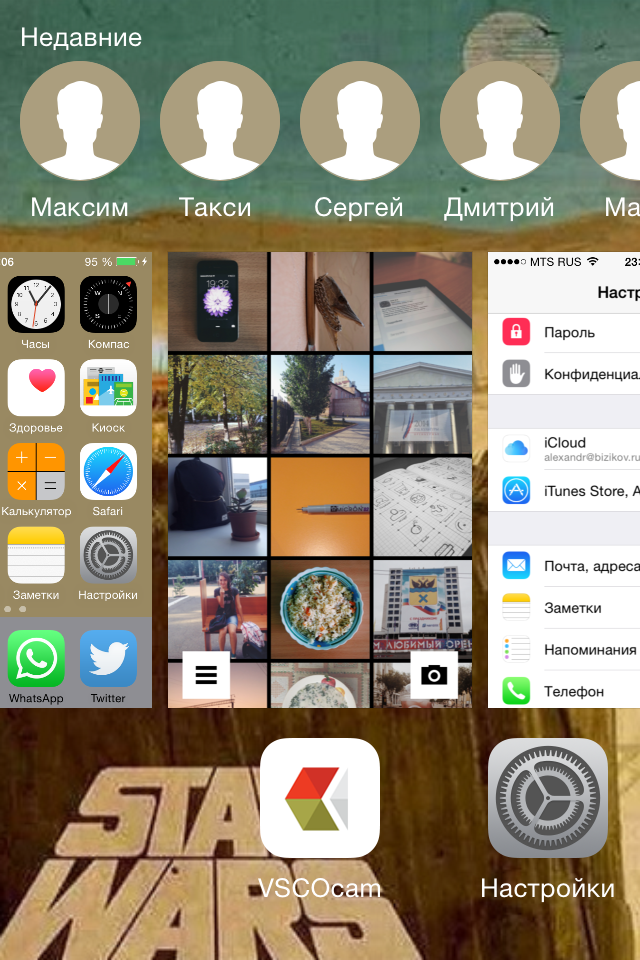 Недавние
Максим
Такси
Сергей
Дмитрий
Ма
06
95 %
Часы
Компас
Здоровье
Киоск
Калькулятор
Safari
Заметки
Настройки
WhatsApp
Twitter
MTS RUS
23:
Настр
Пароль
Конфиденциал
iCloud
alexandr@bizikov.ru
iTunes Store, A
Почта, адреса
Заметки
Напоминания
Телефон
VSCOcam
Настройки
STAR
WARS